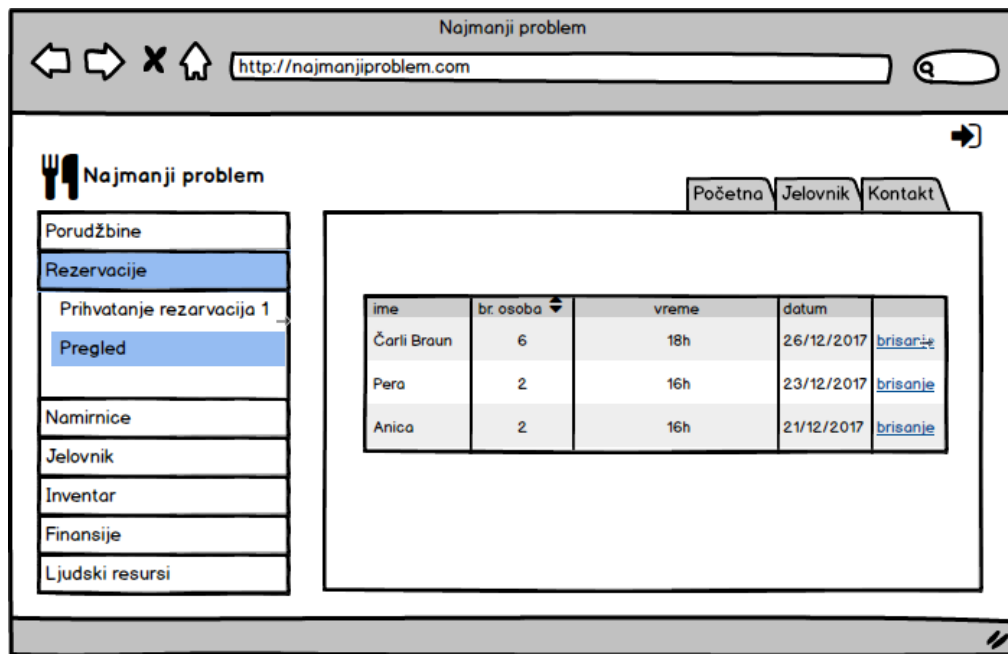 Najmanji problem
http://najmanjiproblem.com
Najmanji problem
Početna Jelovnik Kontakt
Porudžbine
Rezervacije
Prihvatanje rezarvacija 1
Pregled
Namirnice
Jelovnik
Inventar
Finansije
Ljudski resursi
ime br. osoba vreme datum
Čarli Braun 6 18h 26/12/2017 brisanje
Pera 2 16h 23/12/2017 brisanje
Anica 2 16h 21/12/2017 brisanje